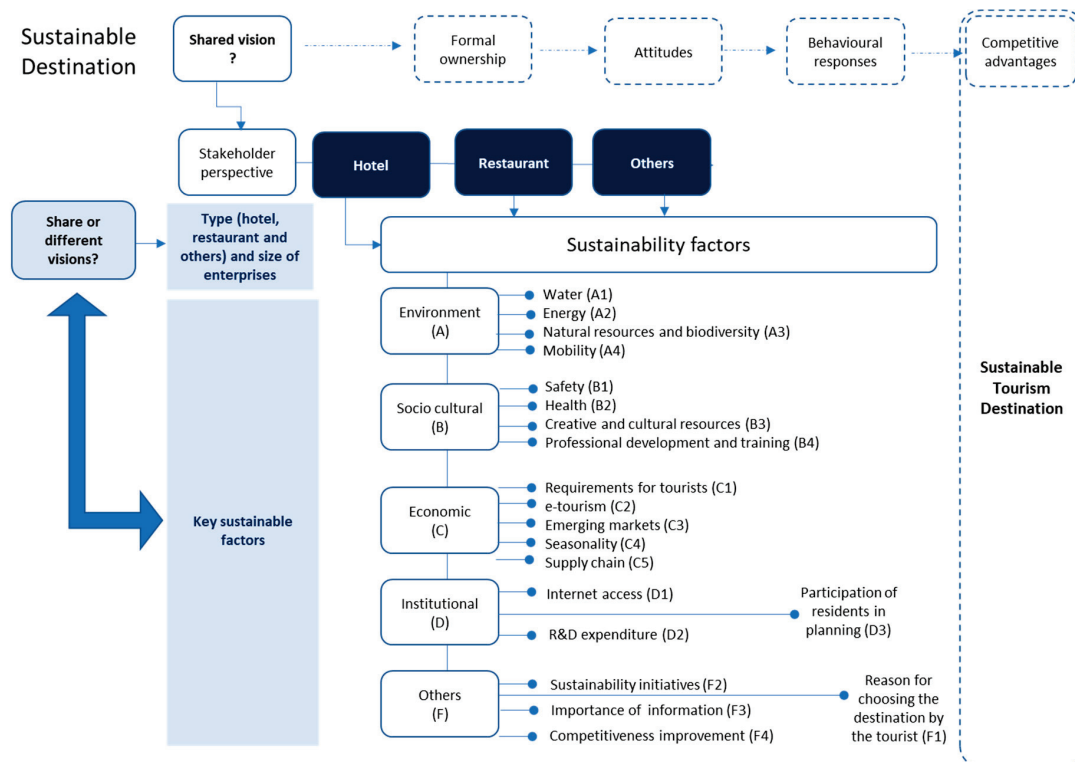 Sustainable
Destination
Shared vision
?
Formal
ownership
Attitudes
Behavioural
responses
Competitive
advantages
Stakeholder
perspective
Hotel
Restaurant
Others
Share or
different
visions?
Type (hotel,
restaurant and
others) and size of
enterprises
Sustainability factors
Environment
(A)
Water (A1)
Energy (A2)
Natural resources and biodiversity (A3)
Mobility (A4)
Socio cultural
(B)
Safety (B1)
Health (B2)
Creative and cultural resources (B3)
Professional development and training (B4)
Sustainable
Tourism
Destination
Key sustainable
factors
Economic
(C)
Requirements for tourists (C1)
e-tourism (C2)
Emerging markets (C3)
Seasonality (C4)
Supply chain (C5)
Institutional
(D)
Internet access (D1)
R&D expenditure (D2)
Participation of
residents in
planning (D3)
Others
(F)
Sustainability initiatives (F2)
Importance of information (F3)
Competitiveness improvement (F4)
Reason for
choosing the
destination by
the tourist (F1)